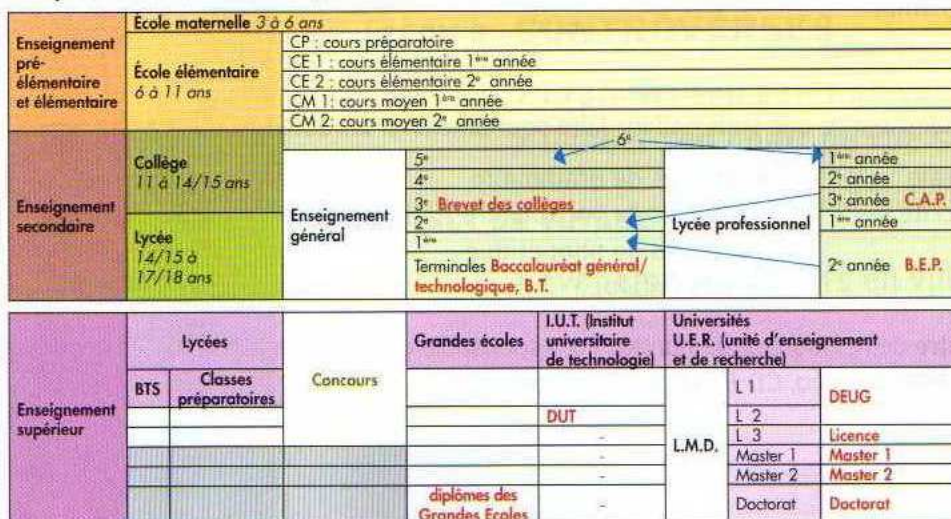 École maternelle 3 à 6 ans
Enseignement
pré-
élémentaire
et élémentaire
École élémentaire
6 à 11 ans
CP : cours préparatoire
CE 1 : cours élémentaire 1ère année
CE 2 : cours élémentaire 2e année
CM 1: cours moyen 1ère année
CM 2: cours moyen 2e année
Enseignement
secondaire
Collège
11 à 14/15 ans
Lycée
14/15 à
17/18 ans
6e
Enseignement
général
5e
4e
3e Brevet des collèges
2e
1ère
Terminales Baccalauréat général/
technologique, B.T.
Lycée professionnel
1ère année
2e année
3e année C.A.P.
1ère année
2e année B.E.P.
Enseignement
supérieur
Lycées
BTS
Classes
préparatoires
Concours
Grandes écoles
diplômes des
Grandes Ecoles
I.U.T. (Institut
universitaire
de technologie)
DUT
-
-
-
-
Universités
U.E.R. (unité d'enseignement
et de recherche)
L.M.D.
L 1
L 2
DEUG
L 3 Licence
Master 1 Master 1
Master 2 Master 2
Doctorat Doctorat